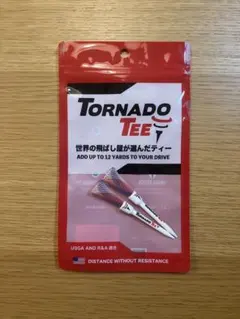 TORNADO
TEE
世界の飛ばし屋が選んだティー
ADD UP TO 12 YARDS TO YOUR DRIVE
USGA AND R&A 適合
DISTANCE WITHOUT RESISTANCE